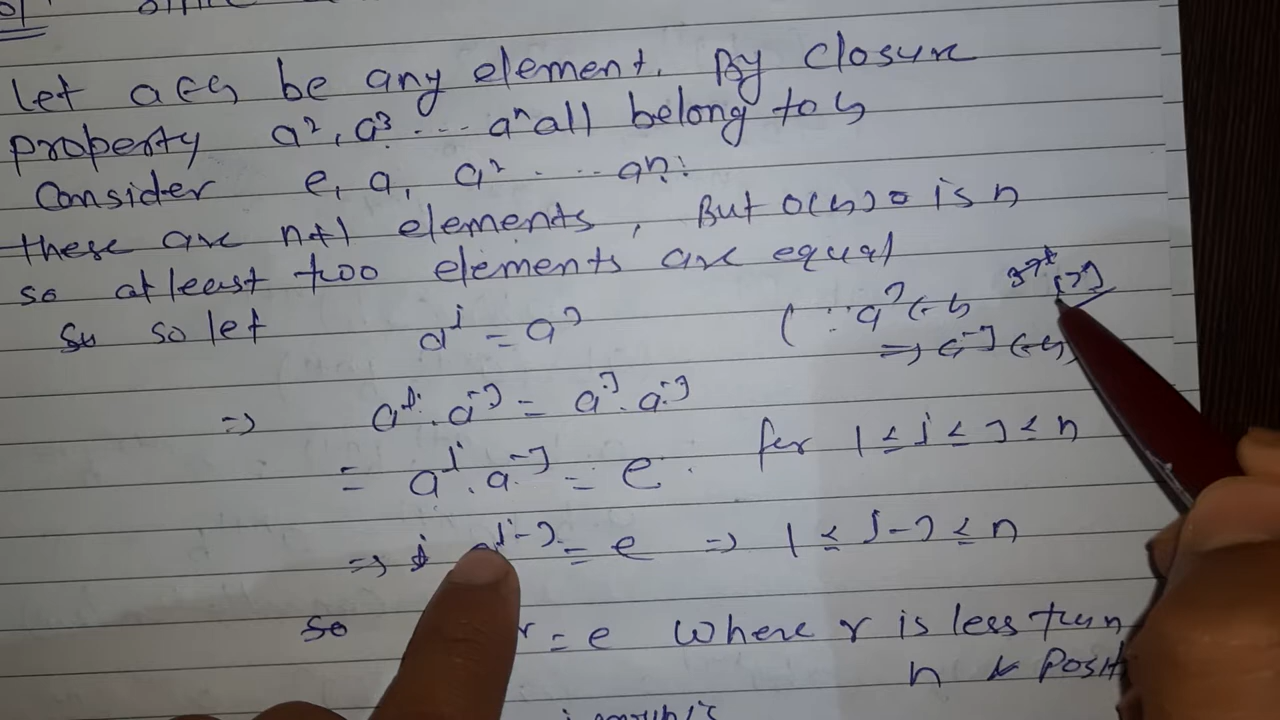 Let a∈G be any element. By closure
property a², a³ ... aⁿ all belong to G
Consider e, a, a² ... aⁿ:
these are n+1 elements, But O(G) = is n
so atleast two elements are equal
so let aⁱ = aʲ (∵ aʲ ∈ G
⇒ a⁻ʲ ∈ G)
⇒ aⁱ . a⁻ʲ = aʲ . a⁻ʲ
= aⁱ . a⁻ʲ = e. for 1 ≤ i ≤ j ≤ n
⇒ aⁱ⁻ʲ = e ⇒ 1 ≤ i-j ≤ n
So r = e where r is less than
n & Posit